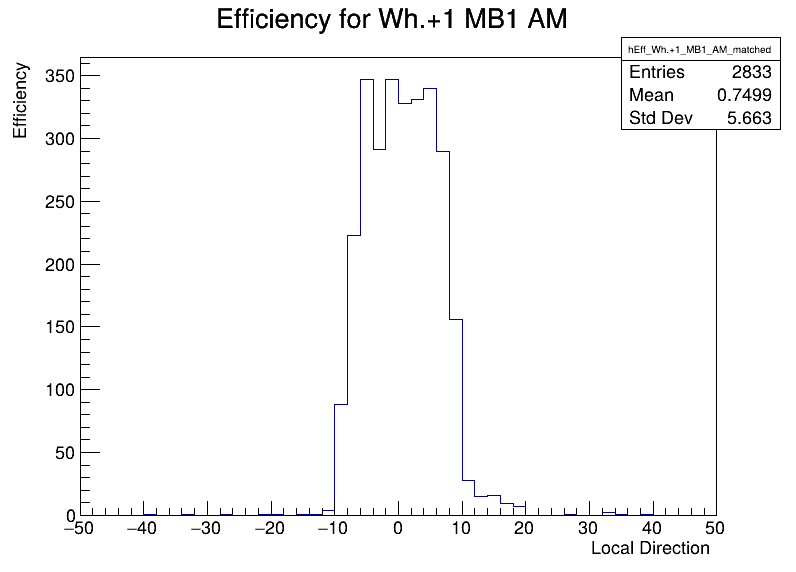 Efficiency for Wh.+1 MB1 AM
hEff_Wh.+1_MB1_AM_matched
Entries 2833
Mean 0.7499
Std Dev 5.663
Efficiency
350
300
250
200
150
100
50
0
−50 −40 −30 −20 −10 0 10 20 30 40 50
Local Direction